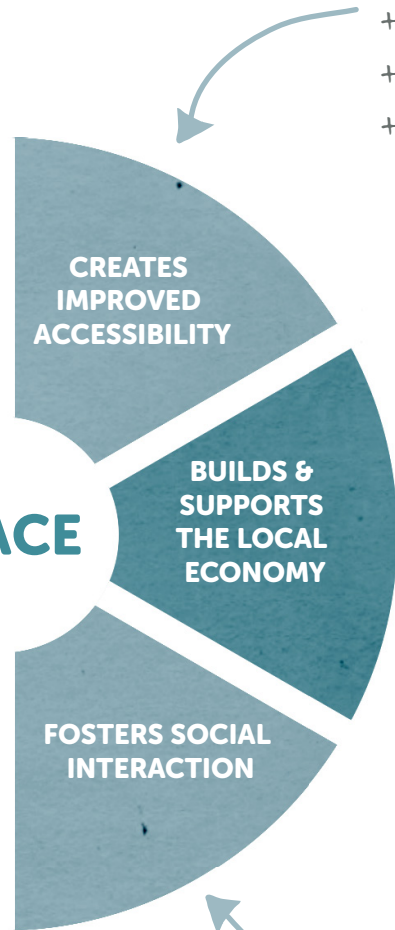 +
+
+
CREATES
IMPROVED
ACCESSIBILITY
BUILDS &
SUPPORTS
THE LOCAL
ECONOMY
ACE
FOSTERS SOCIAL
INTERACTION